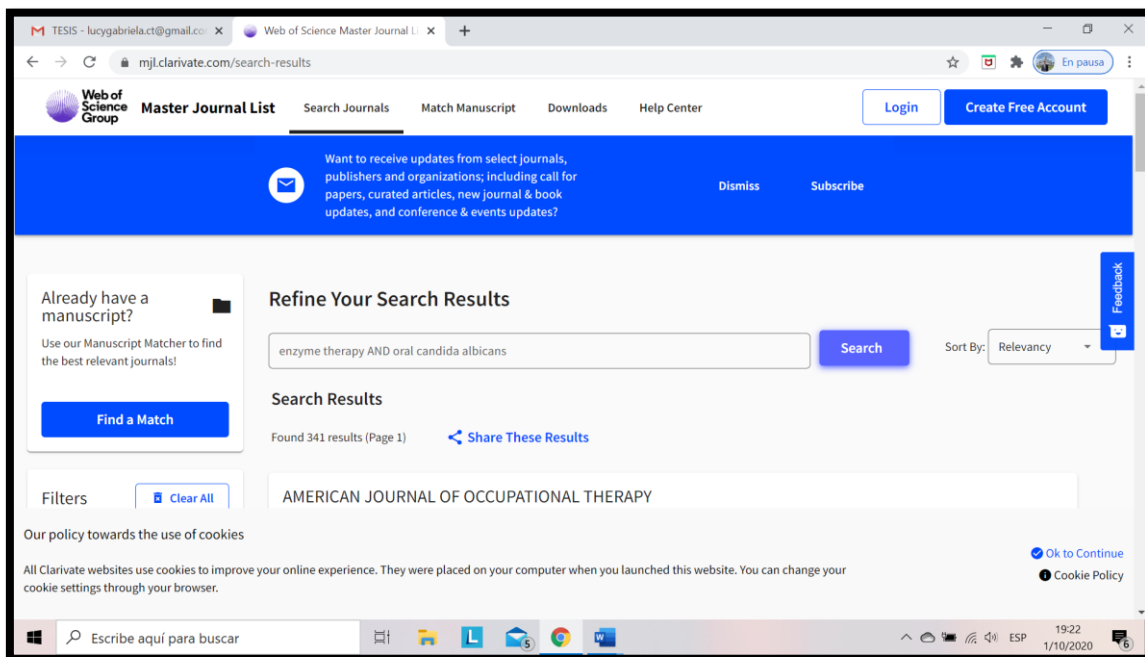 TESIS - lucygabriela.ct@gmail.co
Web of Science Master Journal Li
mjl.clarivate.com/search-results
En pausa
Web of
Science
Group
Master Journal List
Search Journals
Match Manuscript
Downloads
Help Center
Login
Create Free Account
Want to receive updates from select journals,
publishers and organizations; including call for
papers, curated articles, new journal & book
updates, and conference & events updates?
Dismiss
Subscribe
Feedback
Already have a
manuscript?
Use our Manuscript Matcher to find
the best relevant journals!
Find a Match
Refine Your Search Results
enzyme therapy AND oral candida albicans
Search
Sort By:
Relevancy
Search Results
Found 341 results (Page 1)
Share These Results
Filters
Clear All
AMERICAN JOURNAL OF OCCUPATIONAL THERAPY
Our policy towards the use of cookies
All Clarivate websites use cookies to improve your online experience. They were placed on your computer when you launched this website. You can change your
cookie settings through your browser.
Ok to Continue
Cookie Policy
Escribe aquí para buscar
L
5
W
ESP
19:22
1/10/2020
6